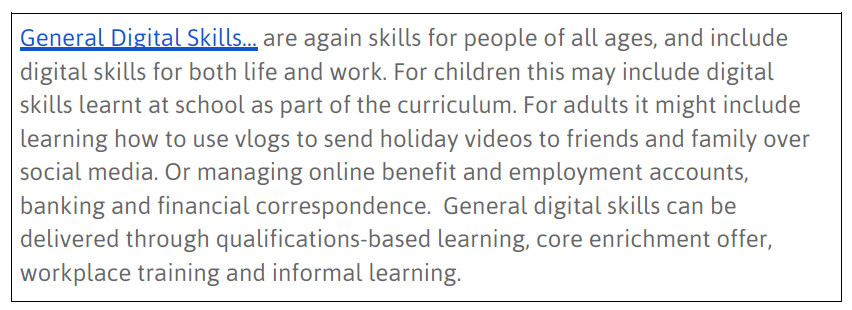 General Digital Skills... are again skills for people of all ages, and include
digital skills for both life and work. For children this may include digital
skills learnt at school as part of the curriculum. For adults it might include
learning how to use vlogs to send holiday videos to friends and family over
social media. Or managing online benefit and employment accounts,
banking and financial correspondence.  General digital skills can be
delivered through qualifications-based learning, core enrichment offer,
workplace training and informal learning.